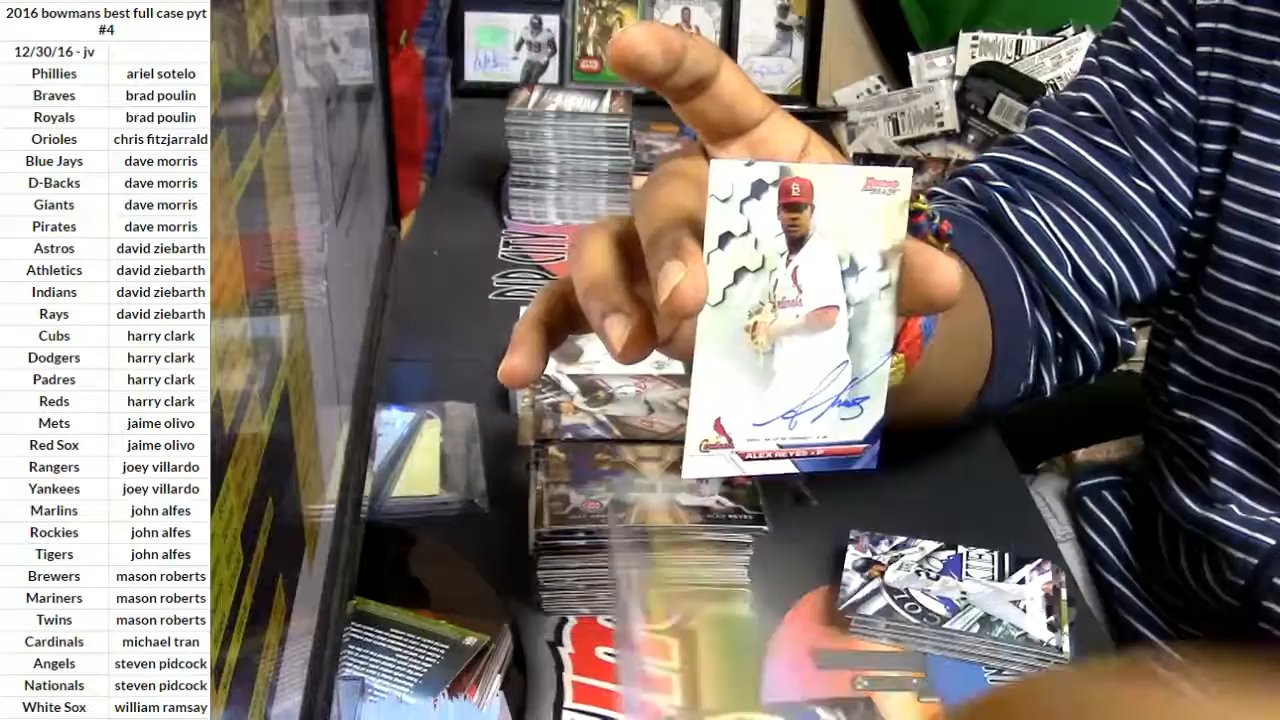 2016 bowmans best full case pyt
#4
12/30/16 - jv
Phillies ariel sotelo
Braves brad poulin
Royals brad poulin
Orioles chris fitzjarrald
Blue Jays dave morris
D-Backs dave morris
Giants dave morris
Pirates dave morris
Astros david ziebarth
Athletics david ziebarth
Indians david ziebarth
Rays david ziebarth
Cubs harry clark
Dodgers harry clark
Padres harry clark
Reds harry clark
Mets jaime olivo
Red Sox jaime olivo
Rangers joey villardo
Yankees joey villardo
Marlins john alfes
Rockies john alfes
Tigers john alfes
Brewers mason roberts
Mariners mason roberts
Twins mason roberts
Cardinals michael tran
Angels steven pidcock
Nationals steven pidcock
White Sox william ramsay
Cardinals
Cardinals
ALEX REYES • P
ALEX REYES